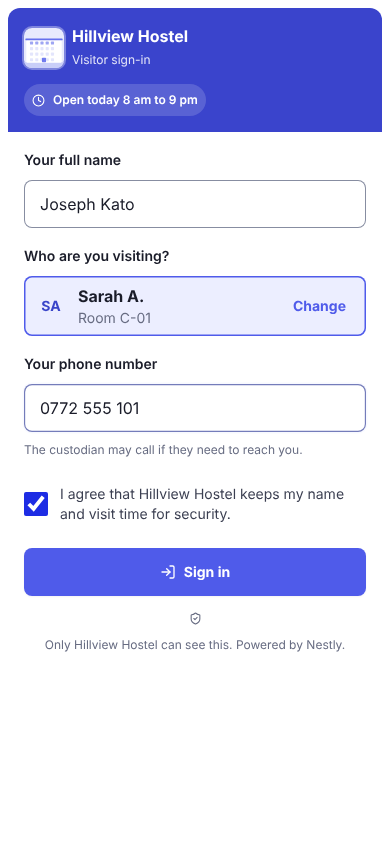 Hillview Hostel
Visitor sign-in
Open today 8 am to 9 pm
Your full name
Joseph Kato
Who are you visiting?
SA
Sarah A.
Room C-01
Change
Your phone number
0772 555 101
The custodian may call if they need to reach you.
I agree that Hillview Hostel keeps my name
and visit time for security.
Sign in
Only Hillview Hostel can see this. Powered by Nestly.